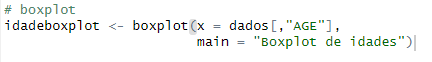 # boxplot
idadeboxplot <- boxplot(x = dados[,"AGE"],
main = "Boxplot de idades")